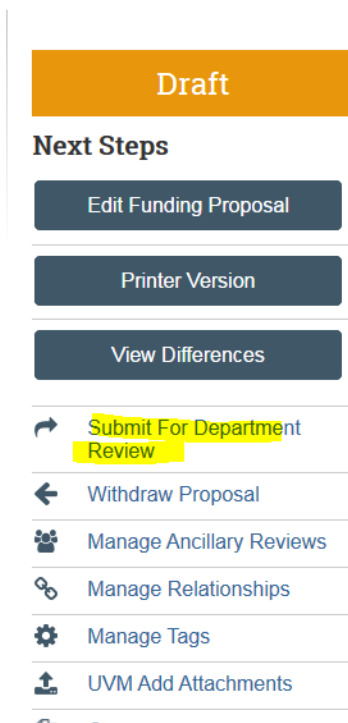 Draft
Next Steps
Edit Funding Proposal
Printer Version
View Differences
Submit For Department
Review
Withdraw Proposal
Manage Ancillary Reviews
Manage Relationships
Manage Tags
UVM Add Attachments